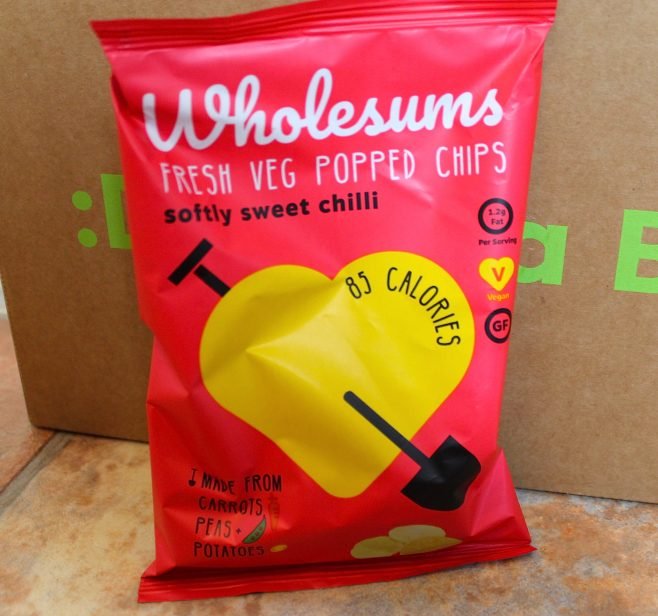 Wholesums
FRESH VEG POPPED CHIPS
softly sweet chilli
1.2g
Fat
Per Serving
V
Vegan
GF
85 CALORIES
MADE FROM
CARROTS
PEAS +
POTATOES
a B